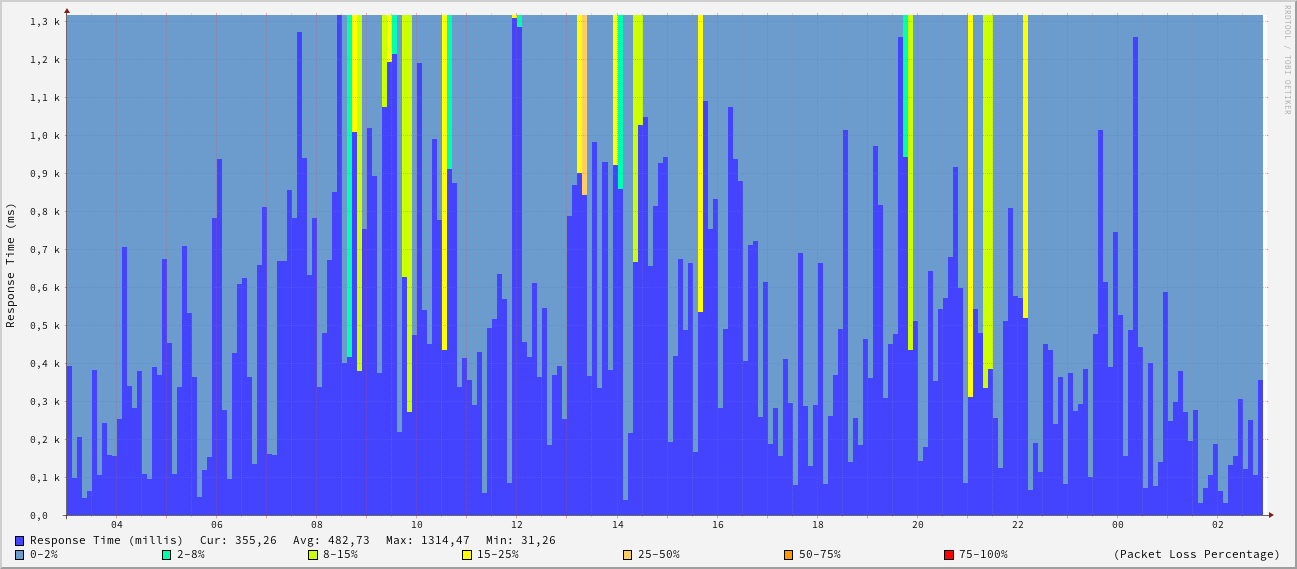 RRDTOOL / TOBI OETIKER
Response Time (ms)
1,3 k
1,2 k
1,1 k
1,0 k
0,9 k
0,8 k
0,7 k
0,6 k
0,5 k
0,4 k
0,3 k
0,2 k
0,1 k
0,0
04 06 08 10 12 14 16 18 20 22 00 02
Response Time (millis) Cur: 355,26 Avg: 482,73 Max: 1314,47 Min: 31,26
0-2% 2-8% 8-15% 15-25% 25-50% 50-75% 75-100% (Packet Loss Percentage)